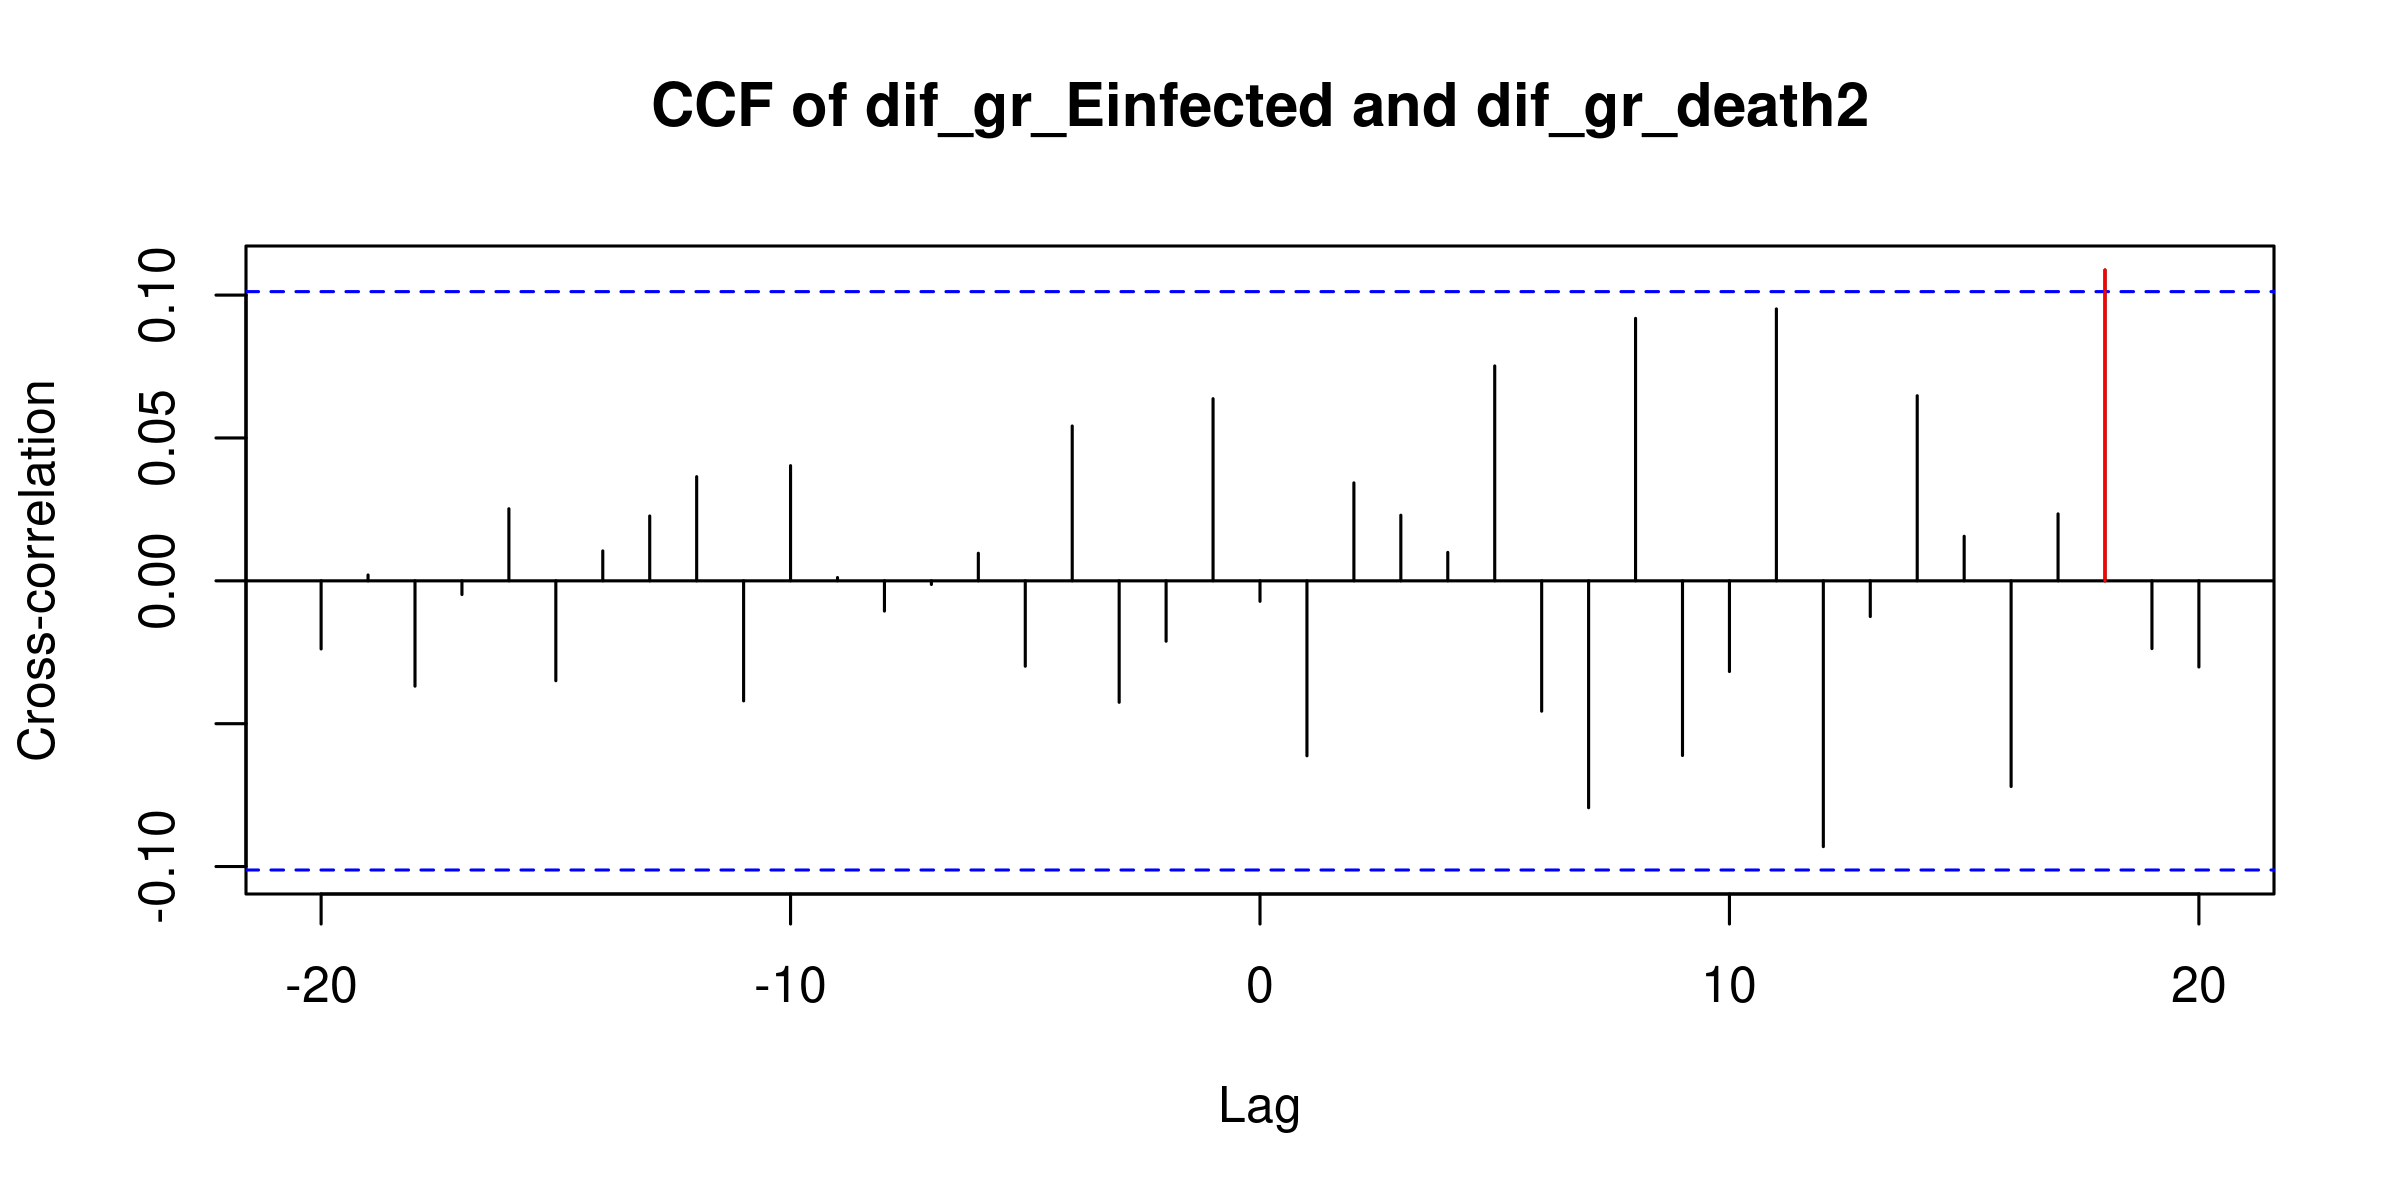 CCF of dif_gr_Einfected and dif_gr_death2
Cross-correlation
0.10
0.05
0.00
-0.10
-20 -10 0 10 20
Lag